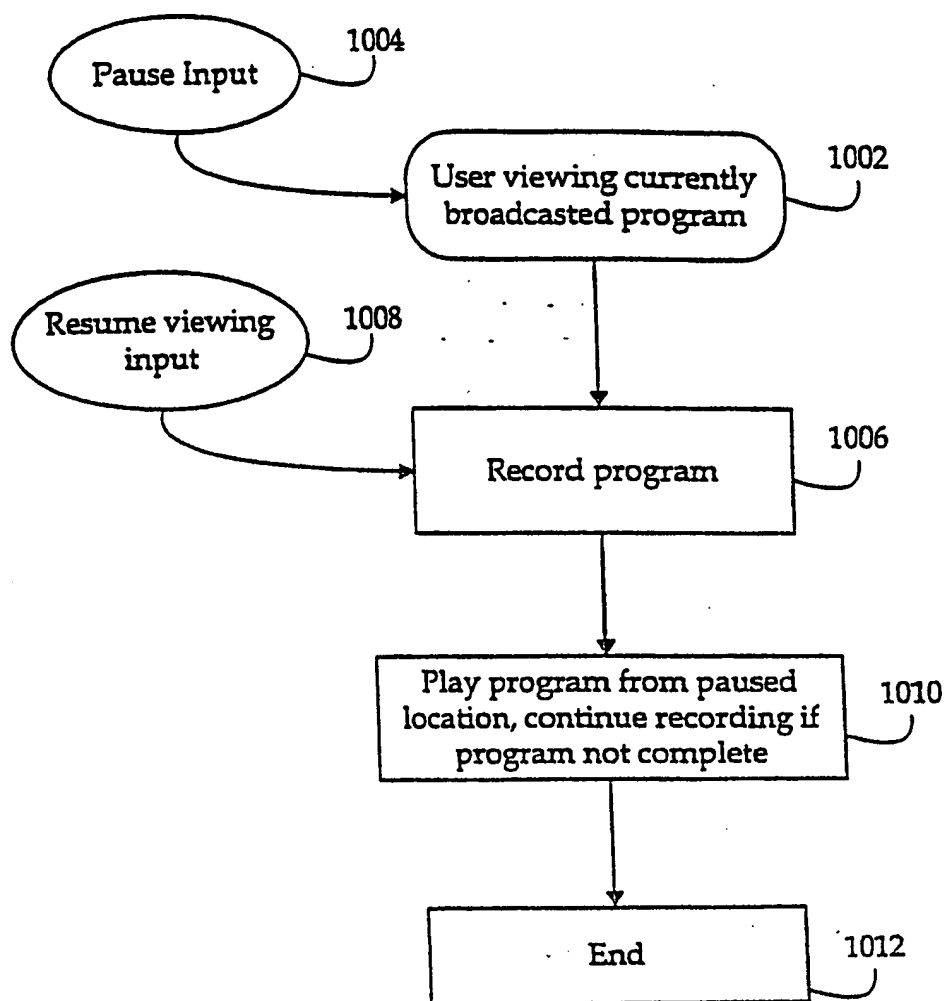 1004
Pause Input
1002
User viewing currently
broadcasted program
1008
Resume viewing
input
1006
Record program
1010
Play program from paused
location, continue recording if
program not complete
End
1012